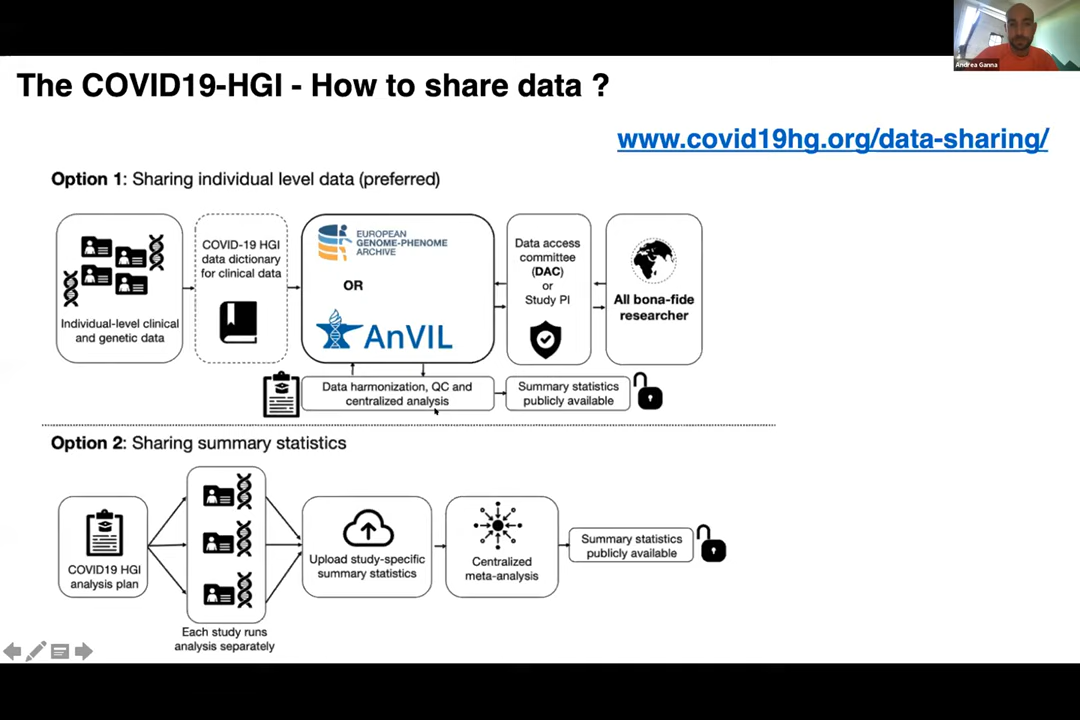 Andrea Ganna
The COVID19-HGI - How to share data ?
www.covid19hg.org/data-sharing/
Option 1: Sharing individual level data (preferred)
Individual-level clinical
and genetic data
COVID-19 HGI
data dictionary
for clinical data
EUROPEAN
GENOME-PHENOME
ARCHIVE
OR
AnVIL
Data access
committee
(DAC)
or
Study PI
All bona-fide
researcher
Data harmonization, QC and
centralized analysis
Summary statistics
publicly available
Option 2: Sharing summary statistics
COVID19 HGI
analysis plan
Each study runs
analysis separately
Upload study-specific
summary statistics
Centralized
meta-analysis
Summary statistics
publicly available